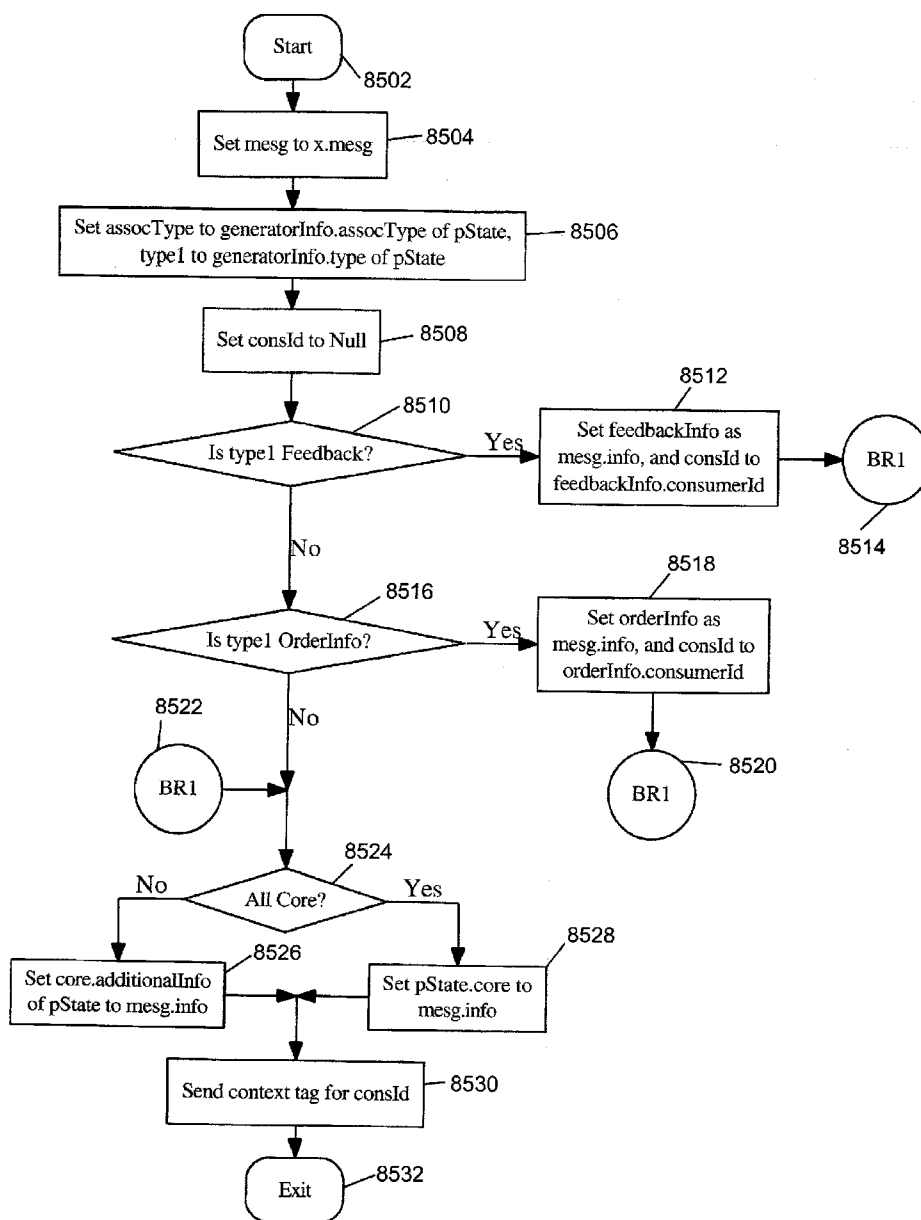 Start
8502
Set mesg to x.mesg
8504
Set assocType to generatorInfo.assocType of pState,
type1 to generatorInfo.type of pState
8506
Set consId to Null
8508
8510
Is type1 Feedback?
Yes
8512
Set feedbackInfo as
mesg.info, and consId to
feedbackInfo.consumerId
BR1
8514
No
8516
Is type1 OrderInfo?
Yes
8518
Set orderInfo as
mesg.info, and consId to
orderInfo.consumerId
No
8522
BR1
BR1
8520
8524
All Core?
No
Yes
8526
Set core.additionalInfo
of pState to mesg.info
8528
Set pState.core to
mesg.info
Send context tag for consId
8530
Exit
8532